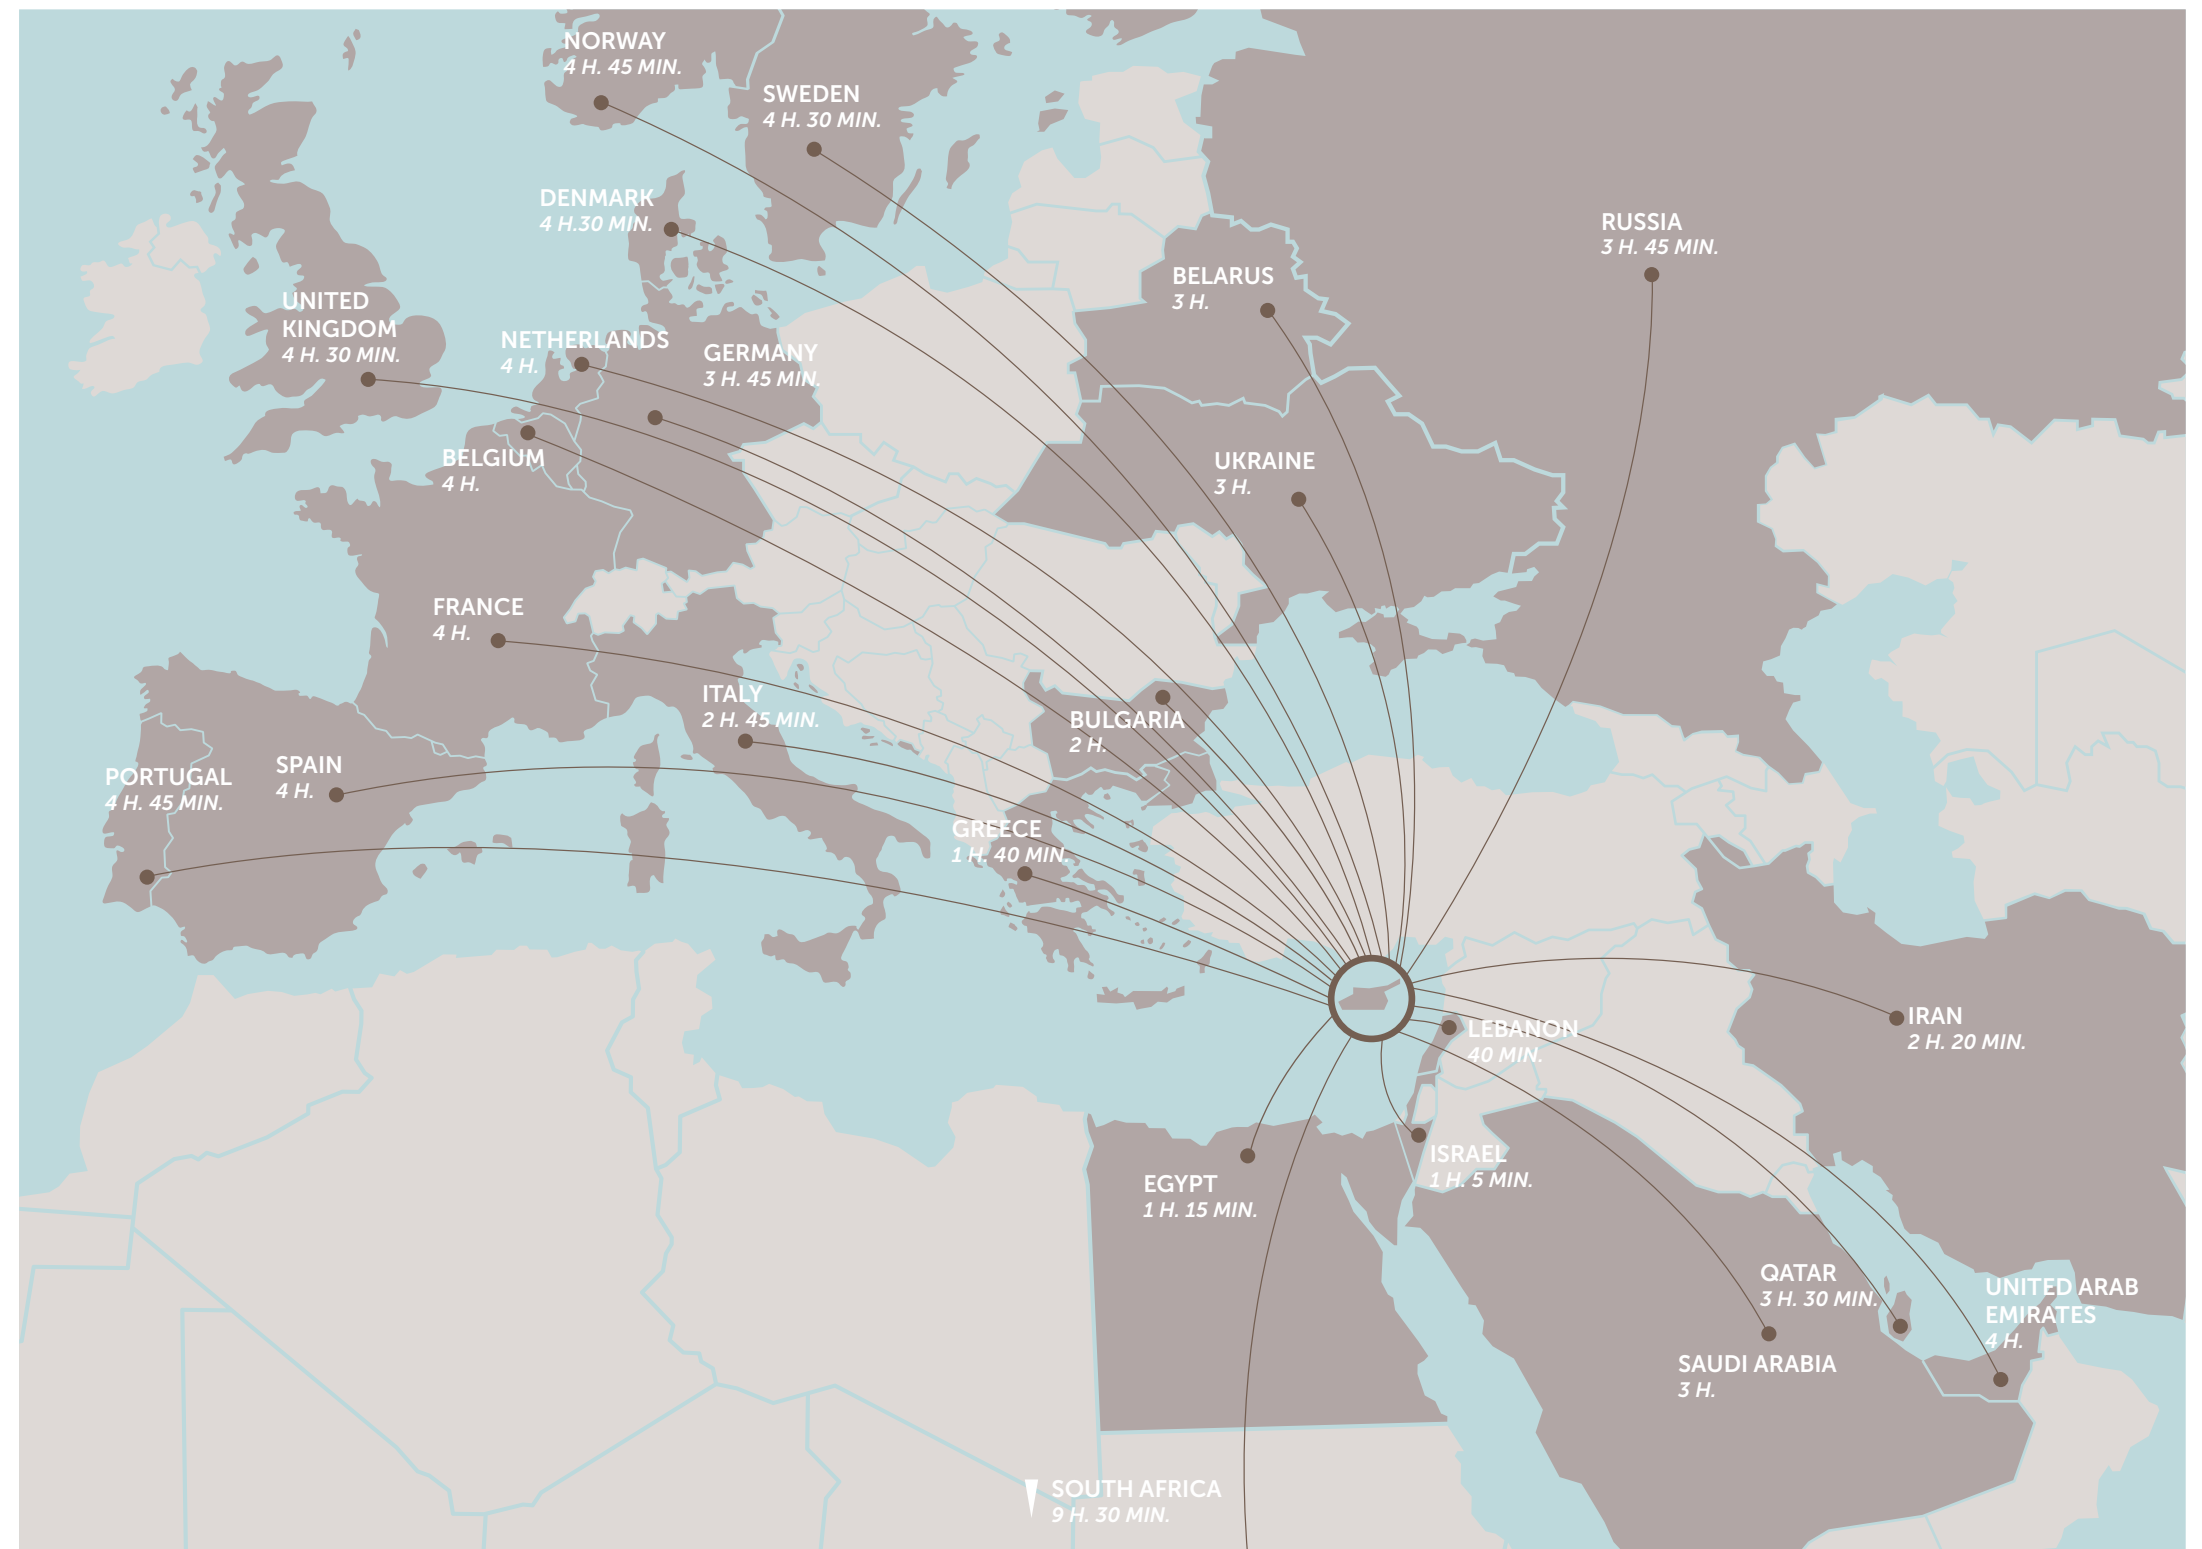 NORWAY
4 H. 45 MIN.
SWEDEN
4 H. 30 MIN.
DENMARK
4 H.30 MIN.
RUSSIA
3 H. 45 MIN.
BELARUS
3 H.
UNITED
KINGDOM
4 H. 30 MIN.
NETHERLANDS
4 H.
GERMANY
3 H. 45 MIN.
BELGIUM
4 H.
UKRAINE
3 H.
FRANCE
4 H.
ITALY
2 H. 45 MIN.
BULGARIA
2 H.
PORTUGAL
4 H. 45 MIN.
SPAIN
4 H.
GREECE
1 H. 40 MIN.
IRAN
2 H. 20 MIN.
LEBANON
40 MIN.
ISRAEL
1 H. 5 MIN.
EGYPT
1 H. 15 MIN.
QATAR
3 H. 30 MIN.
UNITED ARAB
EMIRATES
4 H.
SAUDI ARABIA
3 H.
SOUTH AFRICA
9 H. 30 MIN.